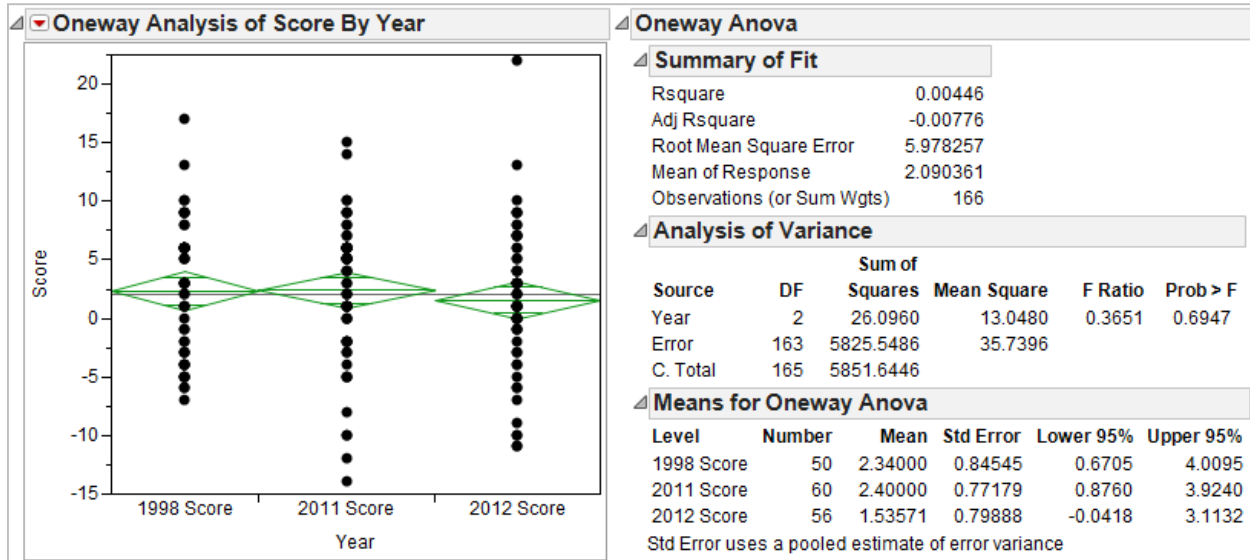 Oneway Analysis of Score By Year
Score
20
15
10
5
0
-5
-10
-15
1998 Score 2011 Score 2012 Score
Year
Oneway Anova
Summary of Fit
Rsquare 0.00446
Adj Rsquare -0.00776
Root Mean Square Error 5.978257
Mean of Response 2.090361
Observations (or Sum Wgts) 166
Analysis of Variance
Sum of
Source DF Squares Mean Square F Ratio Prob > F
Year 2 26.0960 13.0480 0.3651 0.6947
Error 163 5825.5486 35.7396
C. Total 165 5851.6446
Means for Oneway Anova
Level Number Mean Std Error Lower 95% Upper 95%
1998 Score 50 2.34000 0.84545 0.6705 4.0095
2011 Score 60 2.40000 0.77179 0.8760 3.9240
2012 Score 56 1.53571 0.79888 -0.0418 3.1132
Std Error uses a pooled estimate of error variance